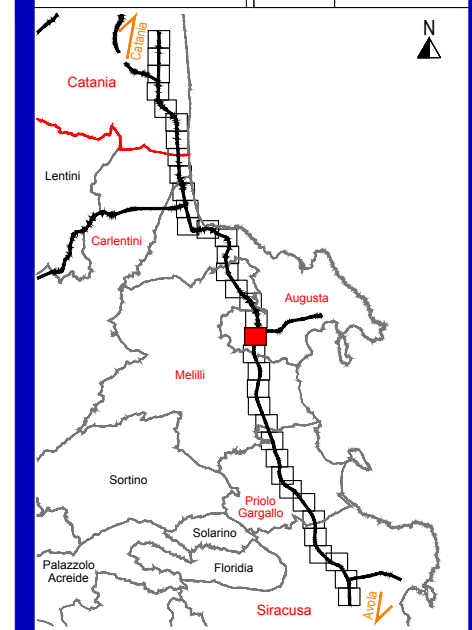 N
Catania
Catania
Lentini
Carlentini
Augusta
Melilli
Sortino
Priolo
Gargallo
Solarino
Palazzolo
Acreide
Floridia
Siracusa
Avola